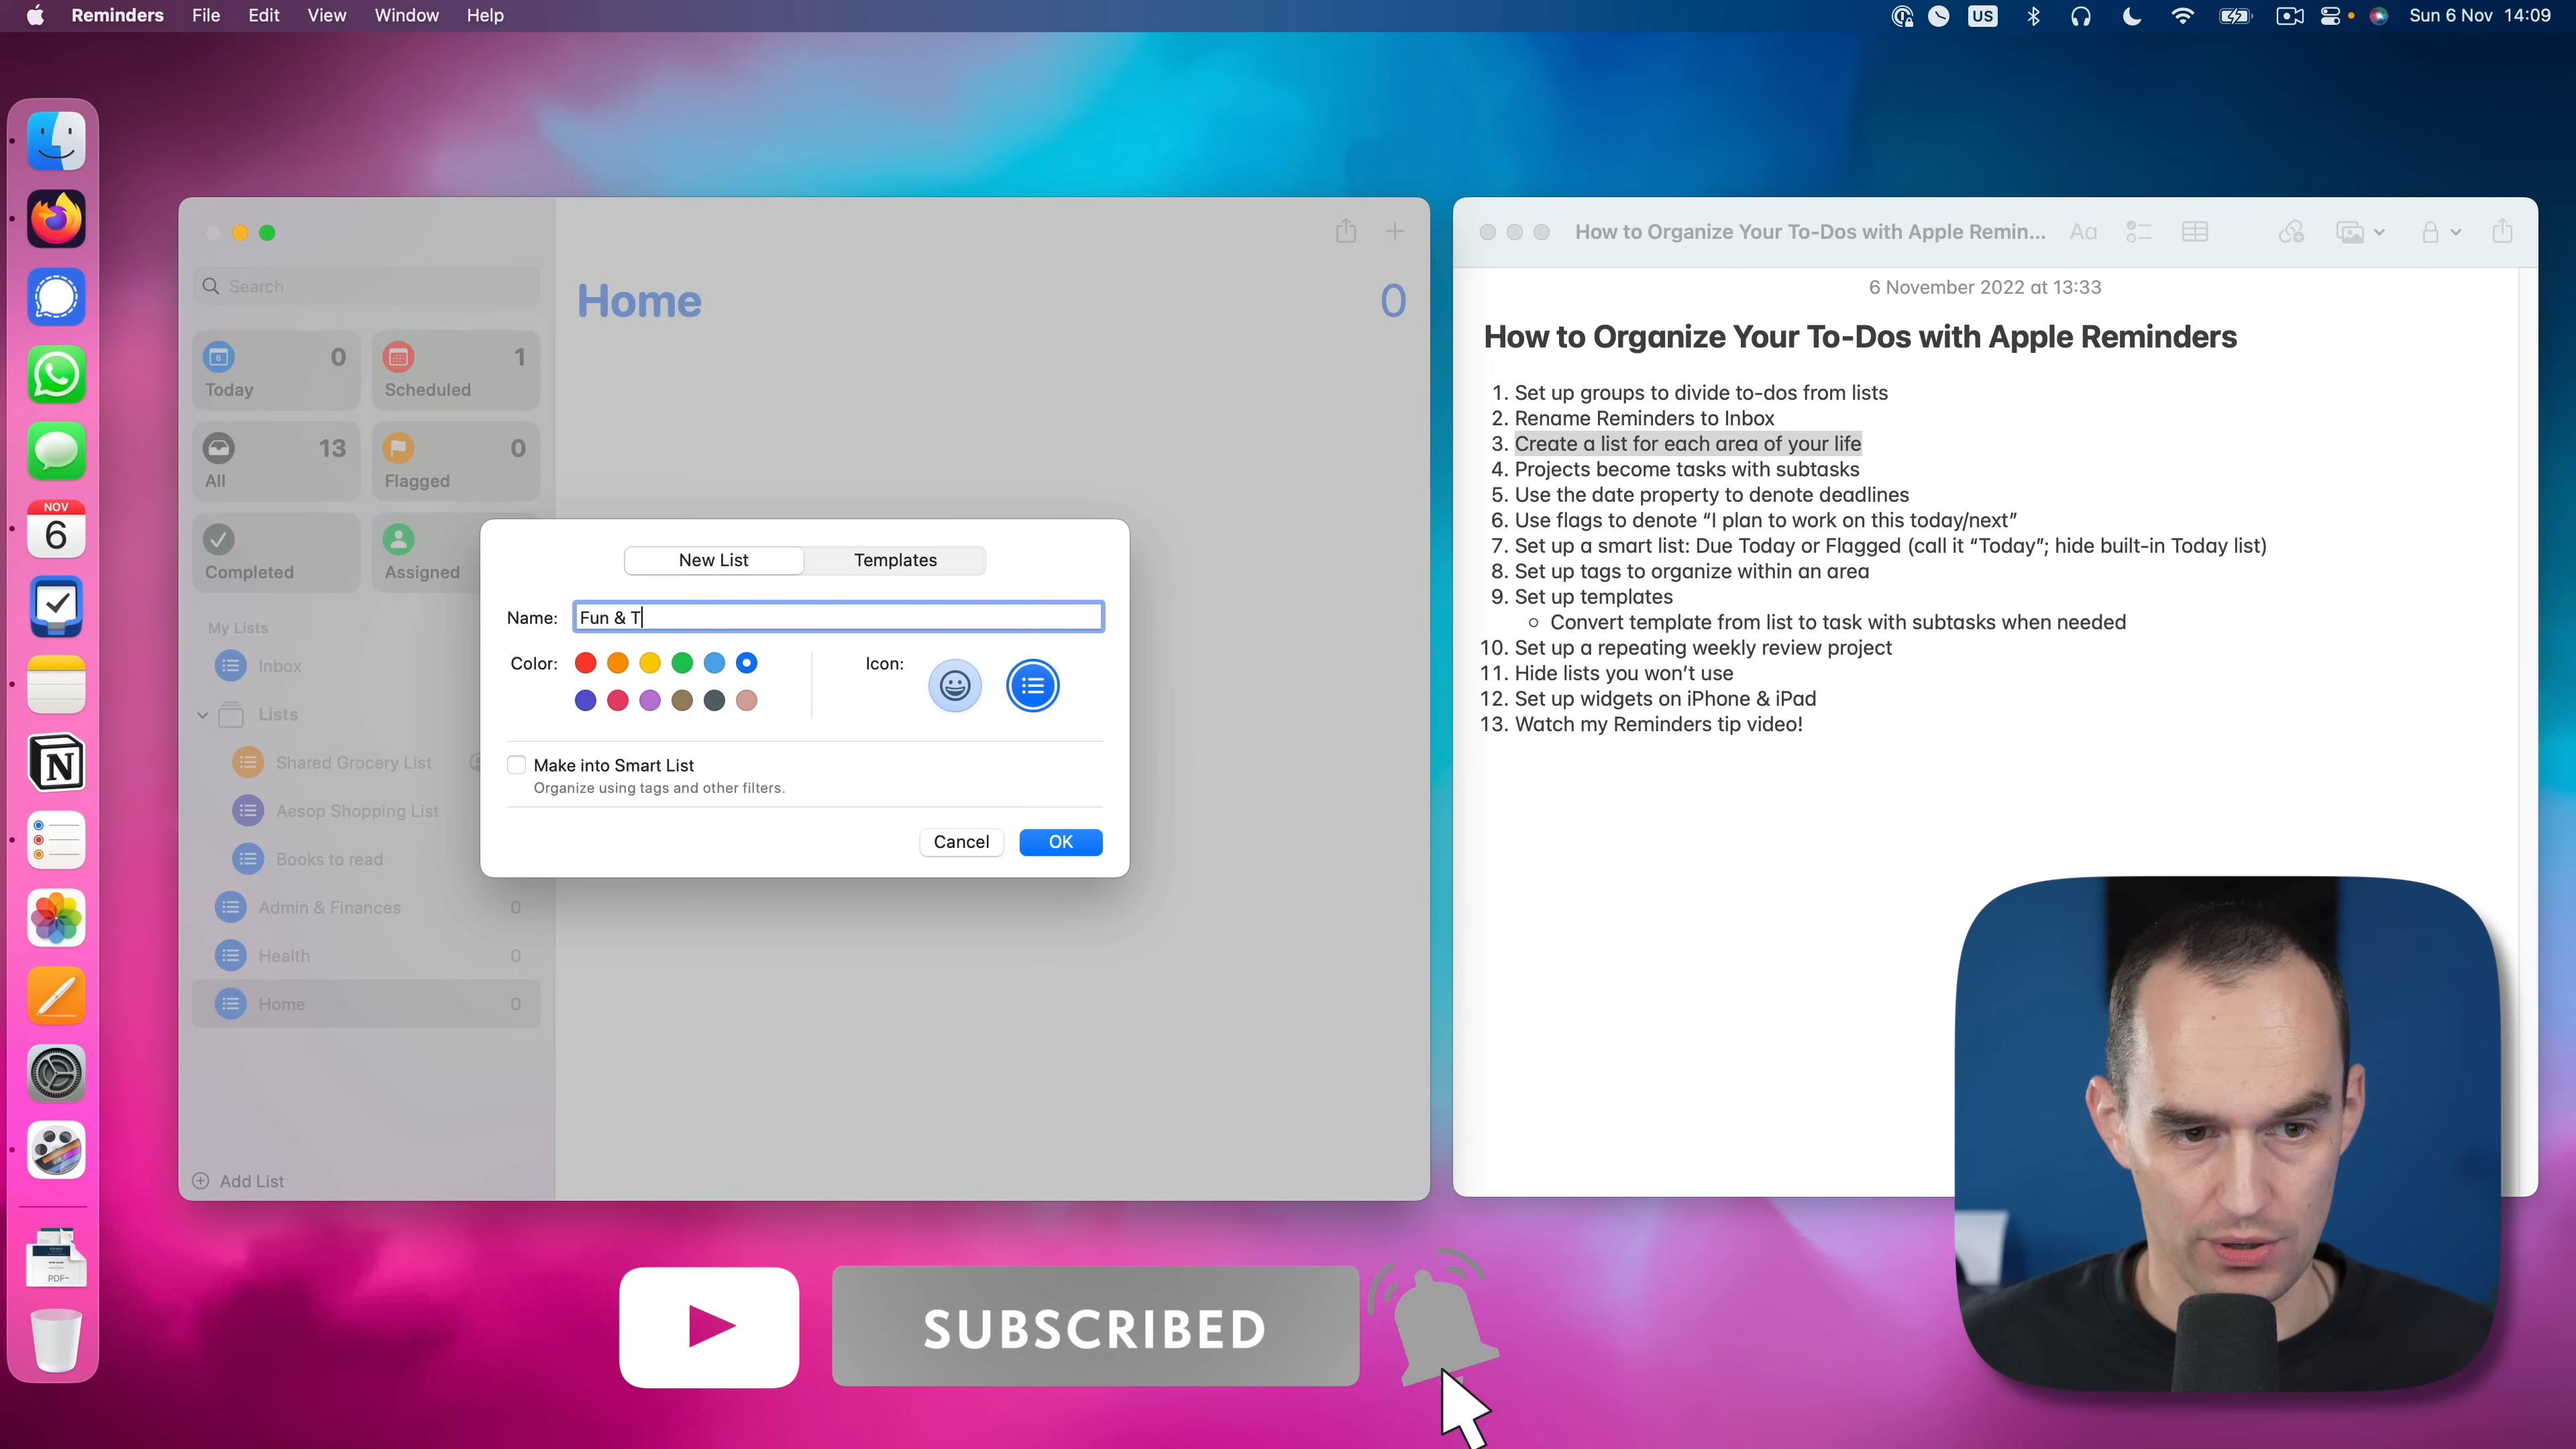 Reminders File Edit View Window Help
US Sun 6 Nov 14:09
Search
6 0 1
Today Scheduled
13 0
All Flagged
Completed Assigned
My Lists
Inbox
Lists
Shared Grocery List
Aesop Shopping List
Books to read
Admin & Finances 0
Health 0
Home 0
Add List
Home 0
New List Templates
Name: Fun & T
Color: Icon:
Make into Smart List
Organize using tags and other filters.
Cancel OK
How to Organize Your To-Dos with Apple Remin... Aa
6 November 2022 at 13:33
How to Organize Your To-Dos with Apple Reminders
1. Set up groups to divide to-dos from lists
2. Rename Reminders to Inbox
3. Create a list for each area of your life
4. Projects become tasks with subtasks
5. Use the date property to denote deadlines
6. Use flags to denote “I plan to work on this today/next”
7. Set up a smart list: Due Today or Flagged (call it “Today”; hide built-in Today list)
8. Set up tags to organize within an area
9. Set up templates
Convert template from list to task with subtasks when needed
10. Set up a repeating weekly review project
11. Hide lists you won’t use
12. Set up widgets on iPhone & iPad
13. Watch my Reminders tip video!
NOV
6
N
PDF
SUBSCRIBED